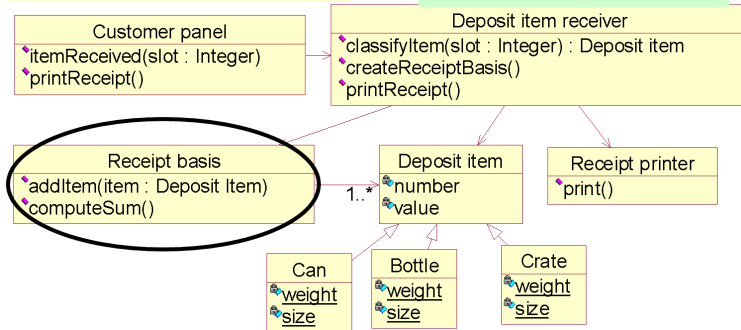 Customer panel
itemReceived(slot : Integer)
printReceipt()
Deposit item receiver
classifyItem(slot : Integer) : Deposit item
createReceiptBasis()
printReceipt()
Receipt basis
addItem(item : Deposit Item)
computeSum()
1..*
Deposit item
number
value
Receipt printer
print()
Can
weight
size
Bottle
weight
size
Crate
weight
size